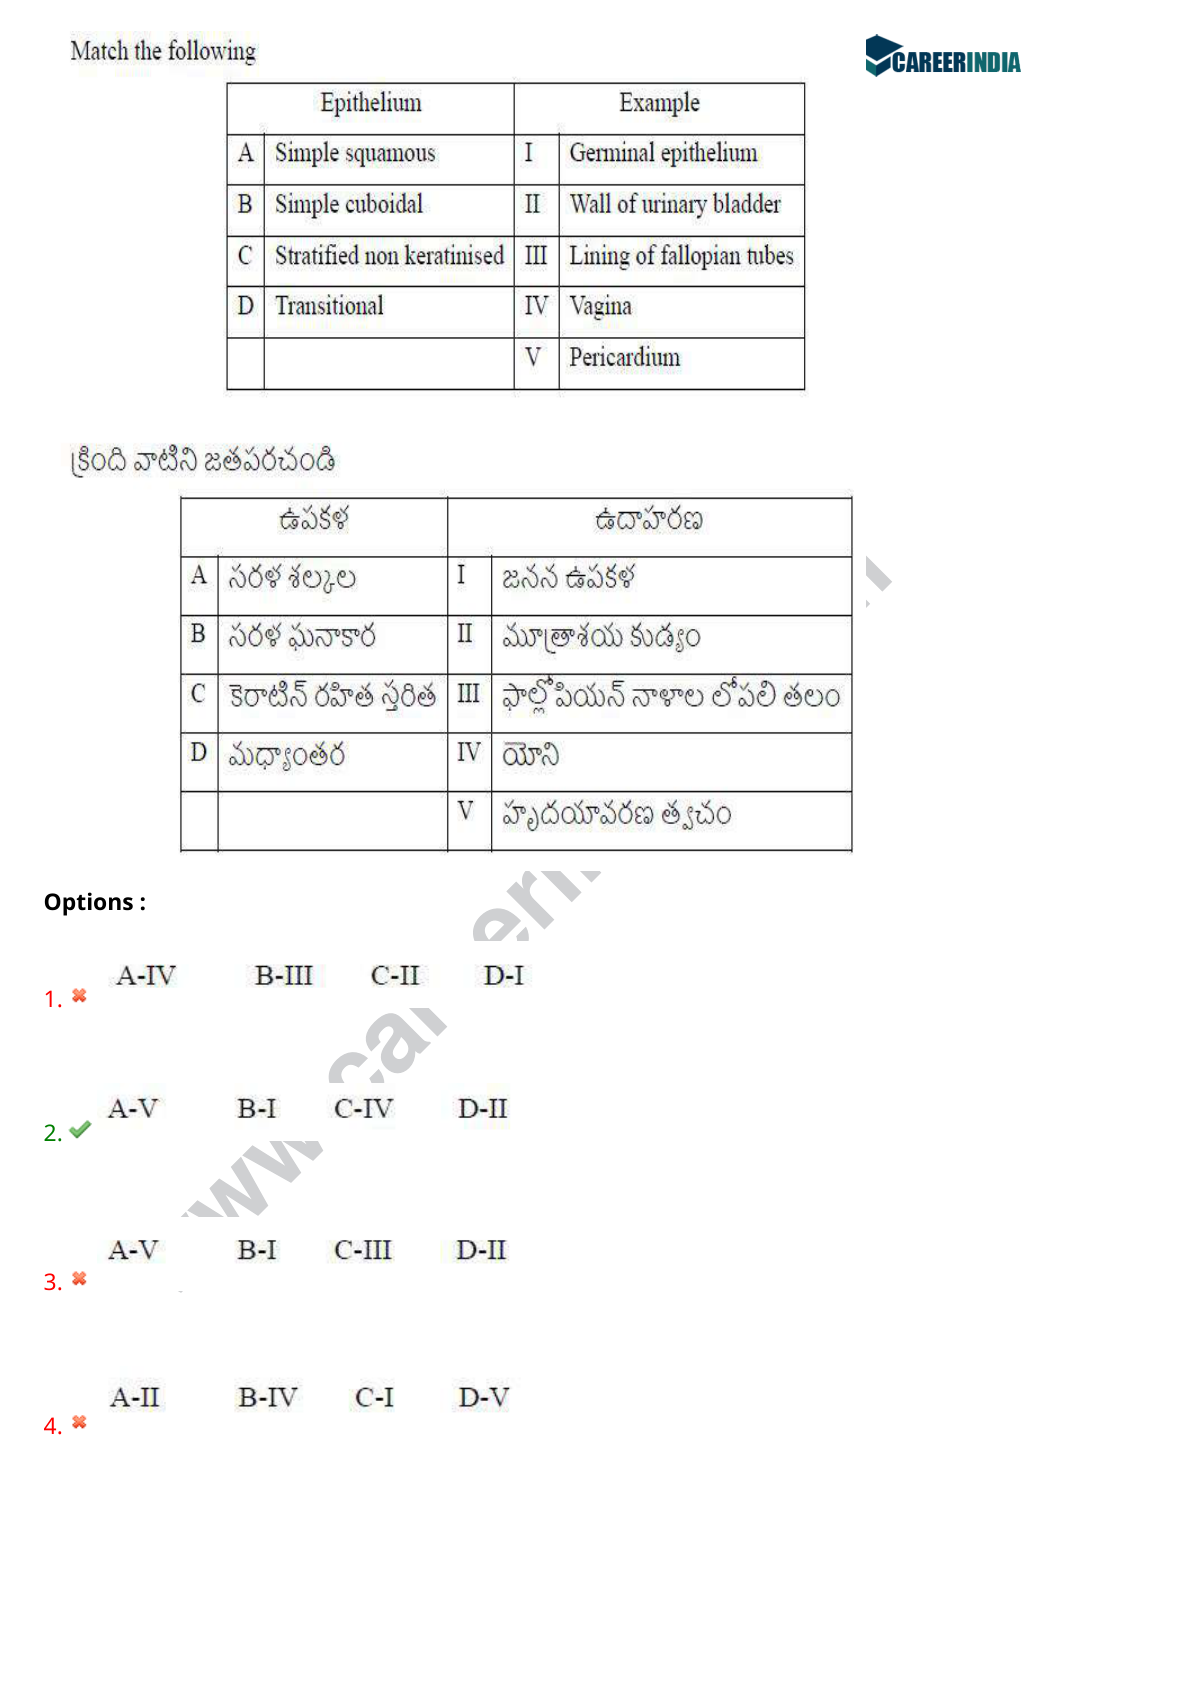 Match the following
CAREERINDIA
Epithelium Example
A Simple squamous I Germinal epithelium
B Simple cuboidal II Wall of urinary bladder
C Stratified non keratinised III Lining of fallopian tubes
D Transitional IV Vagina
V Pericardium
క్రింది వాటిని జతపరచండి
ఉపకళ ఉదాహరణ
A సరళ శల్కల I జనన ఉపకళ
B సరళ ఘనాకార II మూత్రాశయ కుడ్యం
C కెరాటిన్ రహిత స్తరిత III ఫాల్లోపియన్ నాళాల లోపలి తలం
D మధ్యాంతర IV యోని
V హృదయావరణ త్వచం
Options :
1. A-IV B-III C-II D-I
2. A-V B-I C-IV D-II
3. A-V B-I C-III D-II
4. A-II B-IV C-I D-V